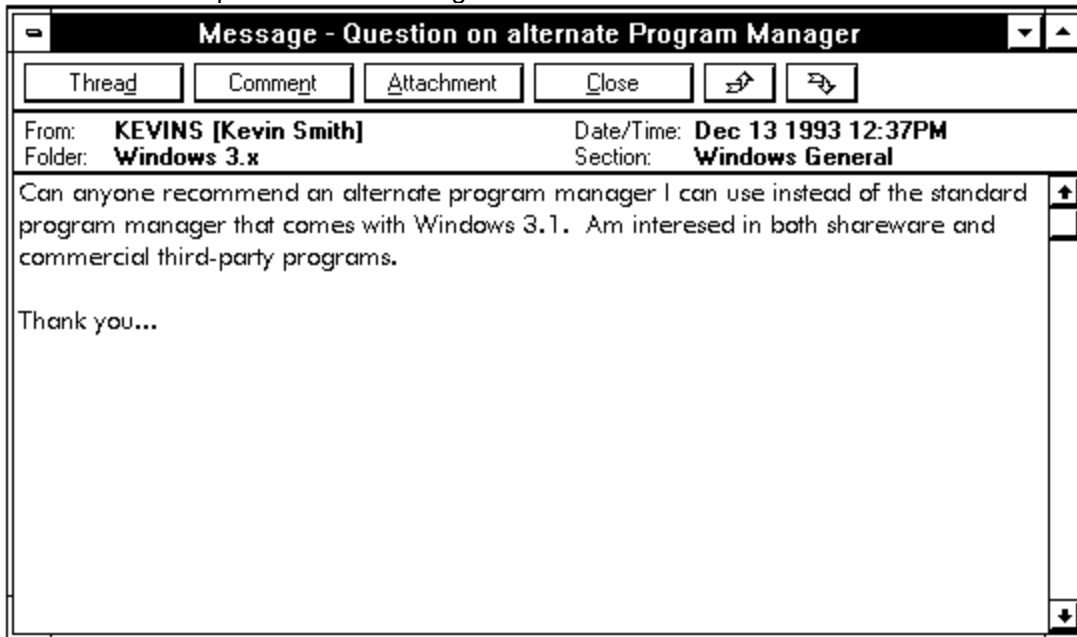 Message - Question on alternate Program Manager
Thread Comment Attachment Close
From: KEVINS [Kevin Smith] Date/Time: Dec 13 1993 12:37PM
Folder: Windows 3.x Section: Windows General
Can anyone recommend an alternate program manager I can use instead of the standard
program manager that comes with Windows 3.1. Am interesed in both shareware and
commercial third-party programs.
Thank you...